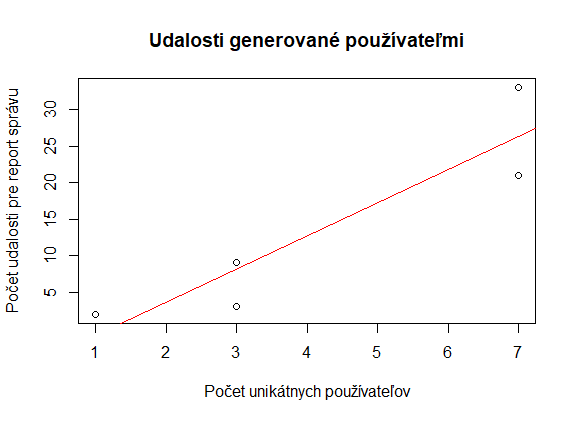 Udalosti generované používateľmi
Počet udalosti pre report správu
30
25
20
15
10
5
1 2 3 4 5 6 7
Počet unikátnych používateľov